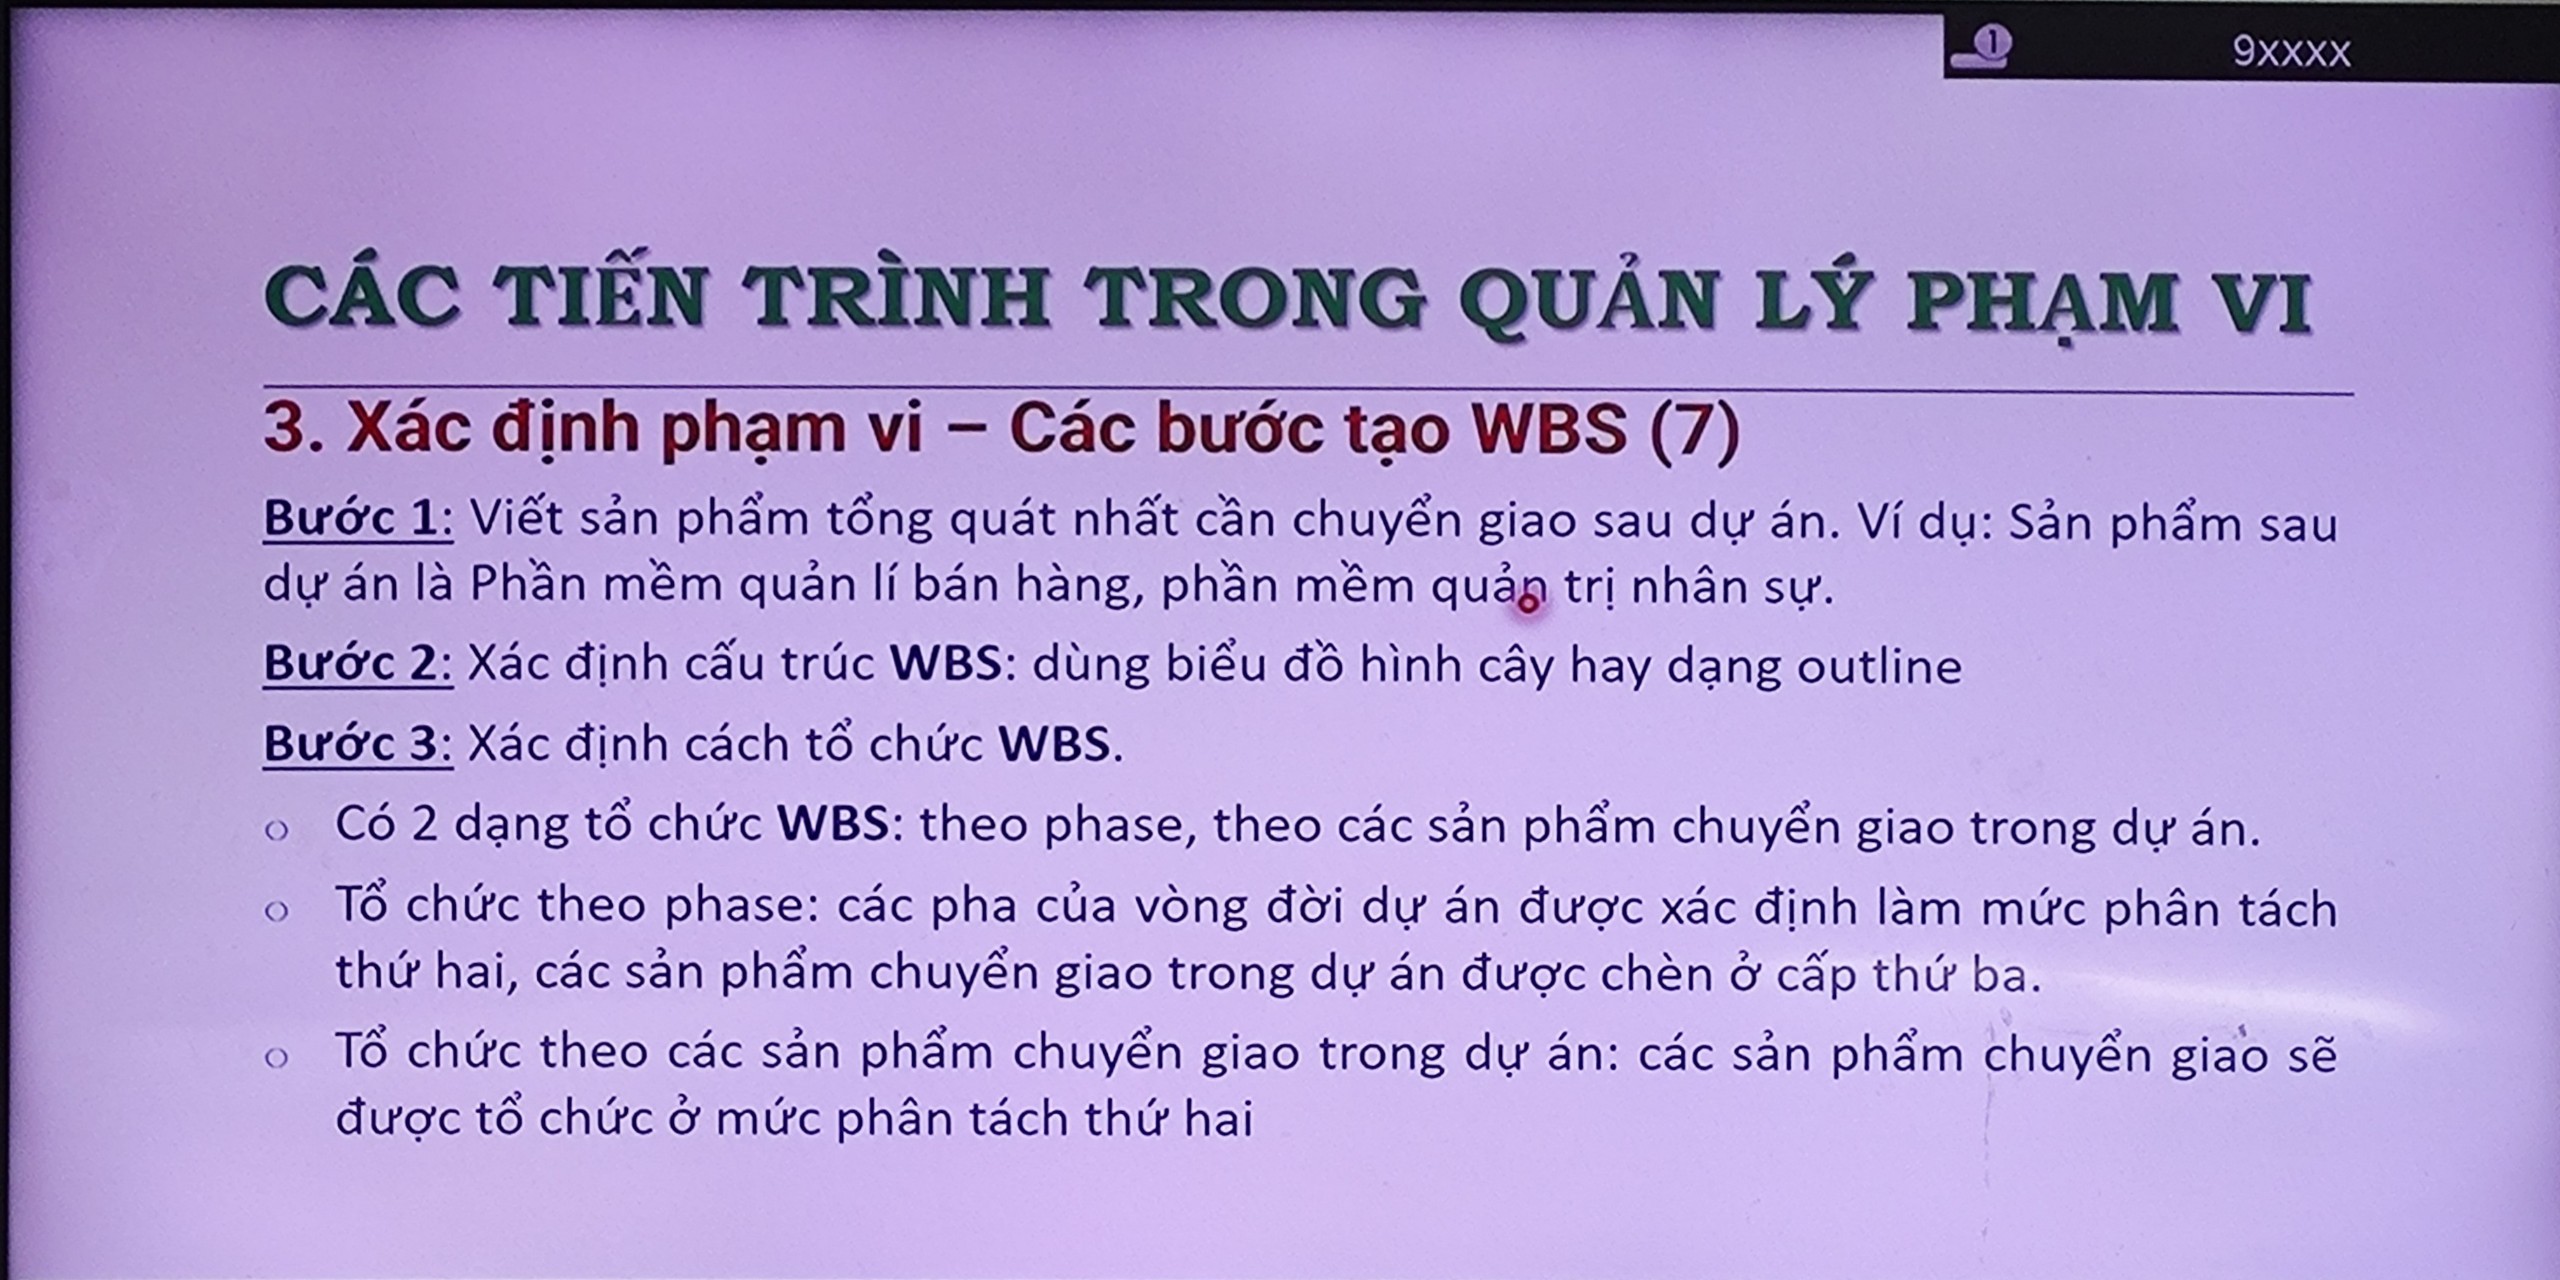 1
9xxxx
CÁC TIẾN TRÌNH TRONG QUẢN LÝ PHẠM VI
3. Xác định phạm vi – Các bước tạo WBS (7)
Bước 1: Viết sản phẩm tổng quát nhất cần chuyển giao sau dự án. Ví dụ: Sản phẩm sau
dự án là Phần mềm quản lí bán hàng, phần mềm quản trị nhân sự.
Bước 2: Xác định cấu trúc WBS: dùng biểu đồ hình cây hay dạng outline
Bước 3: Xác định cách tổ chức WBS.
o Có 2 dạng tổ chức WBS: theo phase, theo các sản phẩm chuyển giao trong dự án.
o Tổ chức theo phase: các pha của vòng đời dự án được xác định làm mức phân tách
thứ hai, các sản phẩm chuyển giao trong dự án được chèn ở cấp thứ ba.
o Tổ chức theo các sản phẩm chuyển giao trong dự án: các sản phẩm chuyển giao sẽ
được tổ chức ở mức phân tách thứ hai